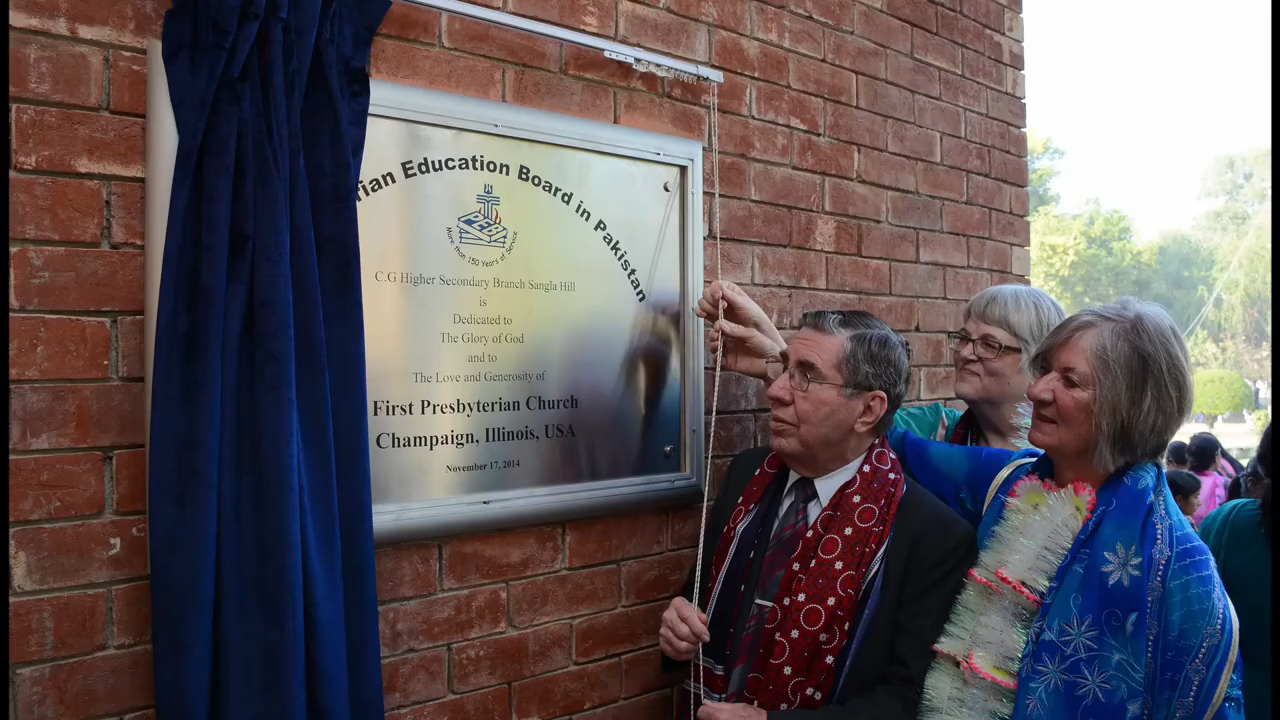 rian Education Board in Pakistan
PEB
More than 150 Years of Service
C.G Higher Secondary Branch Sangla Hill
is
Dedicated to
The Glory of God
and to
The Love and Generosity of
First Presbyterian Church
Champaign, Illinois, USA
November 17, 2014